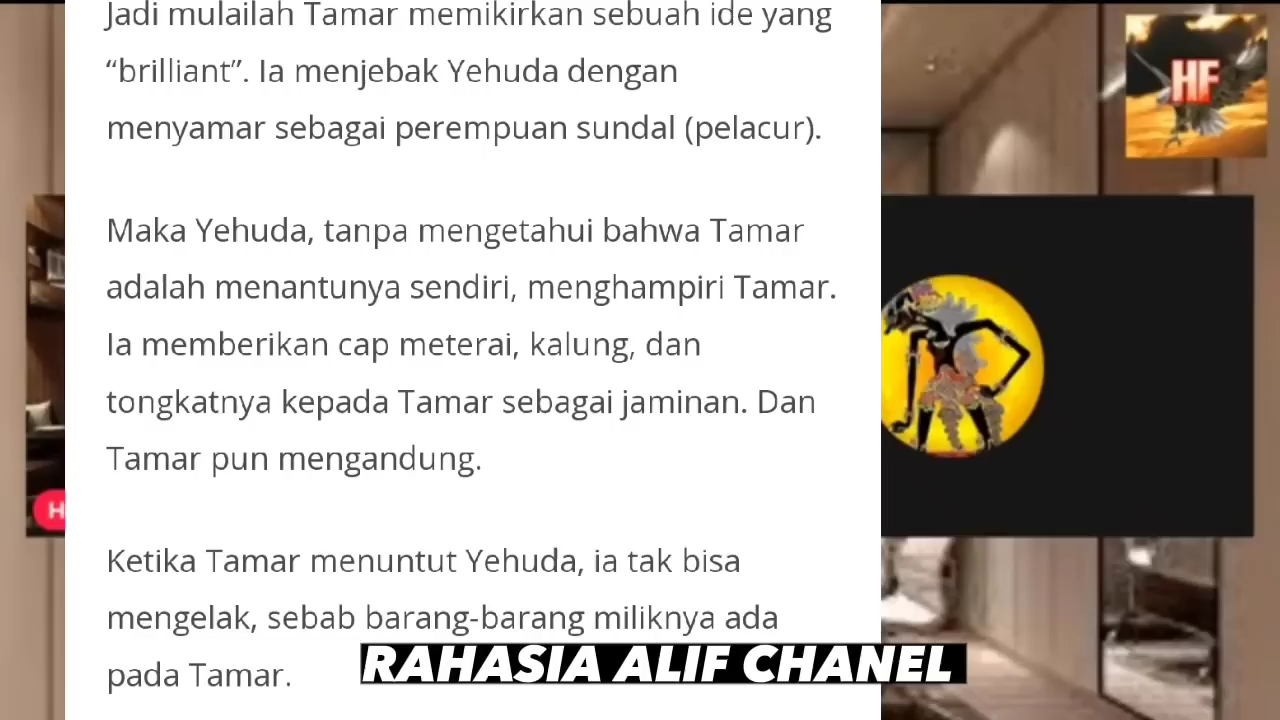 Jadi mulailah Tamar memikirkan sebuah ide yang
“brilliant”. Ia menjebak Yehuda dengan
menyamar sebagai perempuan sundal (pelacur).
Maka Yehuda, tanpa mengetahui bahwa Tamar
adalah menantunya sendiri, menghampiri Tamar.
Ia memberikan cap meterai, kalung, dan
tongkatnya kepada Tamar sebagai jaminan. Dan
Tamar pun mengandung.
Ketika Tamar menuntut Yehuda, ia tak bisa
mengelak, sebab barang-barang miliknya ada
pada Tamar.
RAHASIA ALIF CHANEL
HF
H